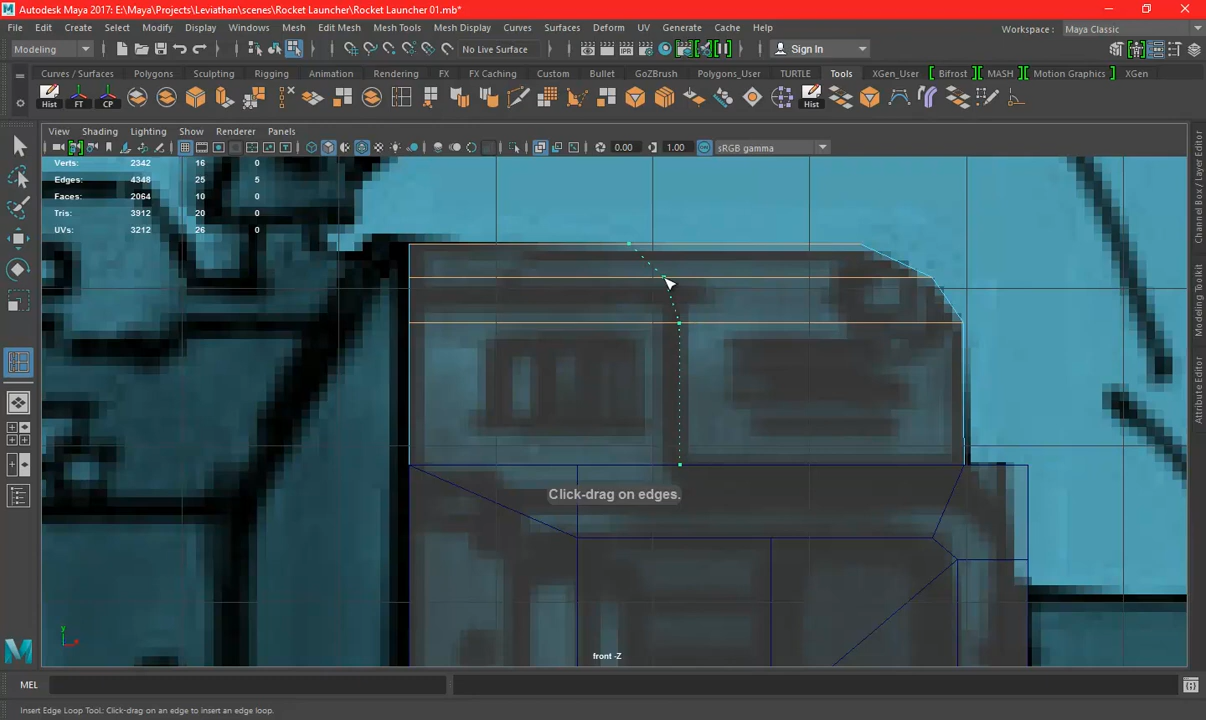 Autodesk Maya 2017: E:\Maya\Projects\Leviathan\scenes\Rocket Launcher\Rocket Launcher 01.mb*
File Edit Create Select Modify Display Windows Mesh Edit Mesh Mesh Tools Mesh Display Curves Surfaces Deform UV Generate Cache Toolbox Help Workspace : Maya Classic
Modeling No Live Surface Sign In
Curves / Surfaces Polygons Sculpting Rigging Animation Rendering FX FX Caching Custom Bullet GoZBrush Polygons_User TURTLE Tools XGen_User Bifrost MASH Motion Graphics XGen
Hist FT CP Hist
View Shading Lighting Show Renderer Panels
0.00 1.00 sRGB gamma
Verts: 2342 16 0
Edges: 4348 25 5
Faces: 2064 10 0
Tris: 3912 20 0
UVs: 3212 26 0
Click-drag on edges.
front -Z
Channel Box / Layer Editor
Modeling Toolkit
Attribute Editor
MEL
Insert Edge Loop Tool: Click-drag on an edge to insert an edge loop.